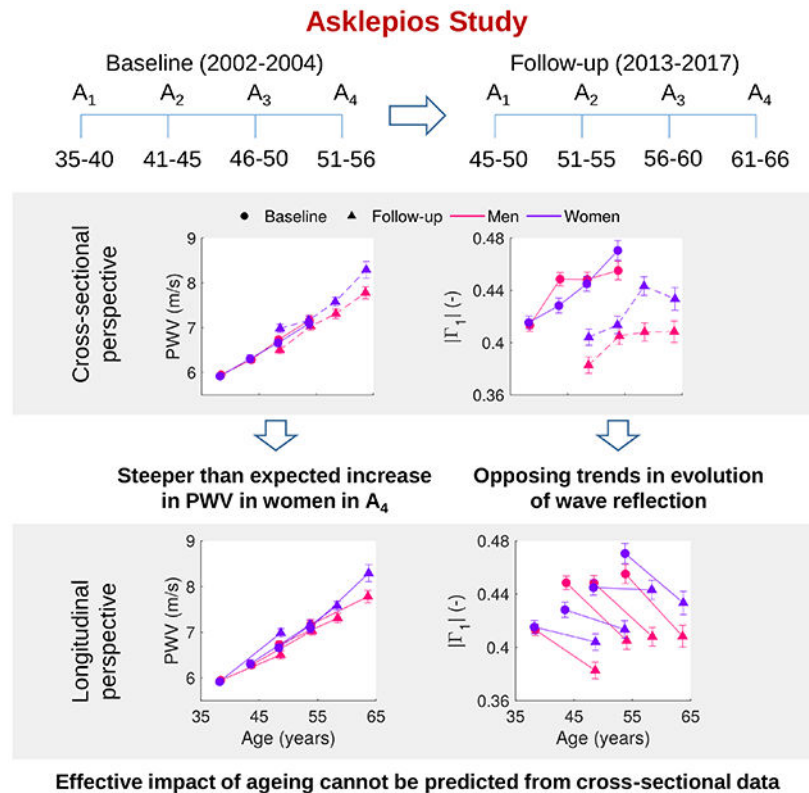 Asklepios Study
Baseline (2002-2004)
Follow-up (2013-2017)
A1 A2 A3 A4
35-40 41-45 46-50 51-56
A1 A2 A3 A4
45-50 51-55 56-60 61-66
Cross-sectional
perspective
Baseline Follow-up Men Women
PWV (m/s)
9
8
7
6
|Γ1| (-)
0.48
0.44
0.4
0.36
Steeper than expected increase
in PWV in women in A4
Opposing trends in evolution
of wave reflection
Longitudinal
perspective
PWV (m/s)
9
8
7
6
35 45 55 65
Age (years)
|Γ1| (-)
0.48
0.44
0.4
0.36
35 45 55 65
Age (years)
Effective impact of ageing cannot be predicted from cross-sectional data